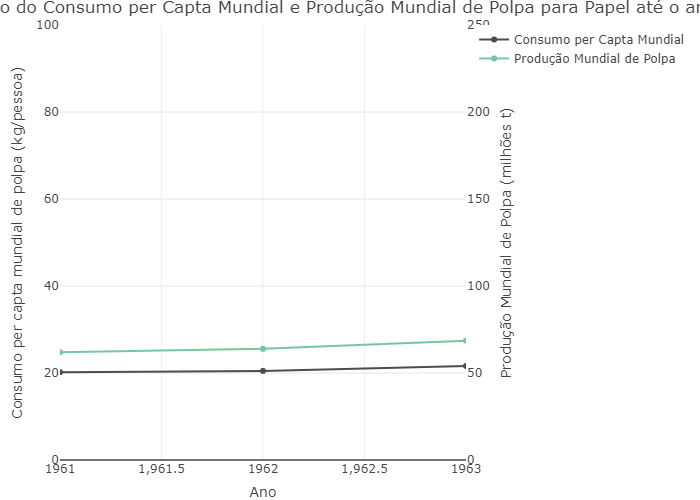 o do Consumo per Capta Mundial e Produção Mundial de Polpa para Papel até o
Consumo per Capta Mundial
Produção Mundial de Polpa
Consumo per capta mundial de polpa (kg/pessoa)
100
80
60
40
20
0
250
200
150
100
50
0
Produção Mundial de Polpa (milhões t)
1961
1,961.5
1962
1,962.5
1963
Ano